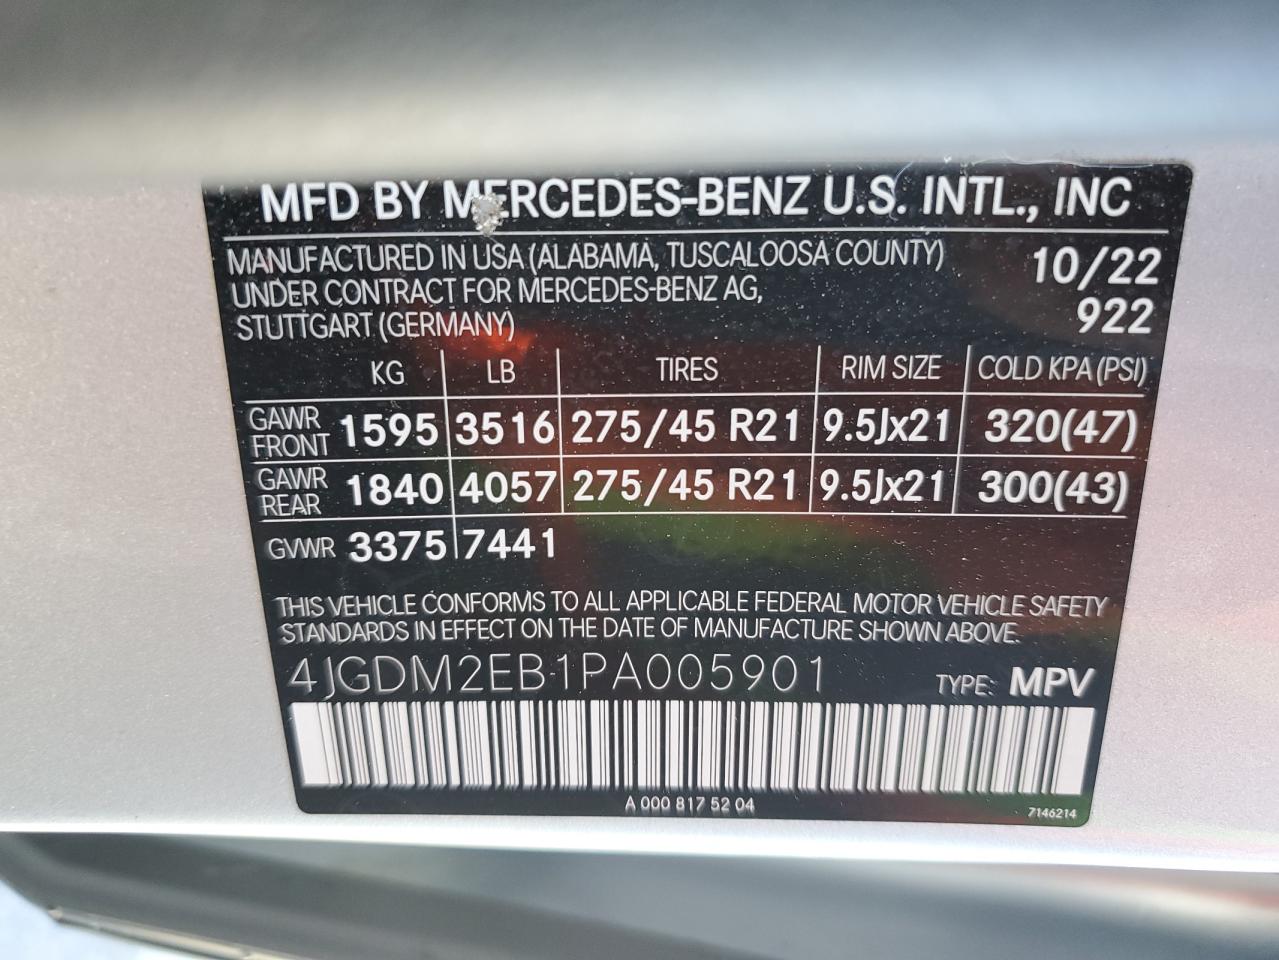 MFD BY MERCEDES-BENZ U.S. INTL., INC
MANUFACTURED IN USA (ALABAMA, TUSCALOOSA COUNTY) 10/22
UNDER CONTRACT FOR MERCEDES-BENZ AG, 922
STUTTGART (GERMANY)
KG LB TIRES RIM SIZE COLD KPA (PSI)
GAWR FRONT 1595 3516 275/45 R21 9.5Jx21 320(47)
GAWR REAR 1840 4057 275/45 R21 9.5Jx21 300(43)
GVWR 3375 7441
THIS VEHICLE CONFORMS TO ALL APPLICABLE FEDERAL MOTOR VEHICLE SAFETY
STANDARDS IN EFFECT ON THE DATE OF MANUFACTURE SHOWN ABOVE.
4JGDM2EB1PA005901 TYPE: MPV
A 000 817 52 04 7146214